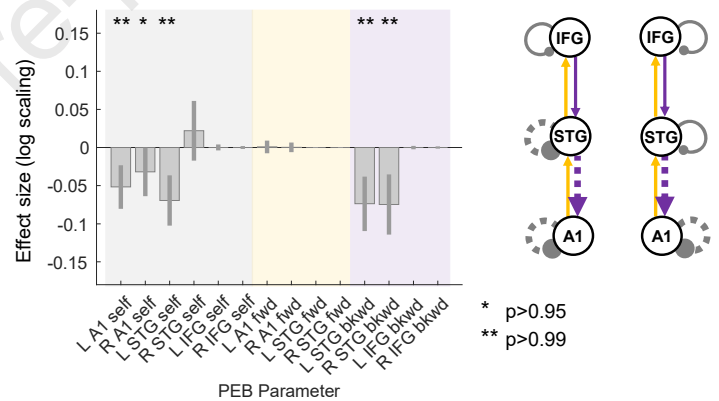 ** * ** ** **
0.15
0.1
0.05
0
-0.05
-0.1
-0.15
Effect size (log scaling)
L A1 self
R A1 self
L STG self
R STG self
L IFG self
R IFG self
L A1 fwd
R A1 fwd
L STG fwd
R STG fwd
L STG bkwd
R STG bkwd
L IFG bkwd
R IFG bkwd
PEB Parameter
IFG IFG
STG STG
A1 A1
* p>0.95
** p>0.99